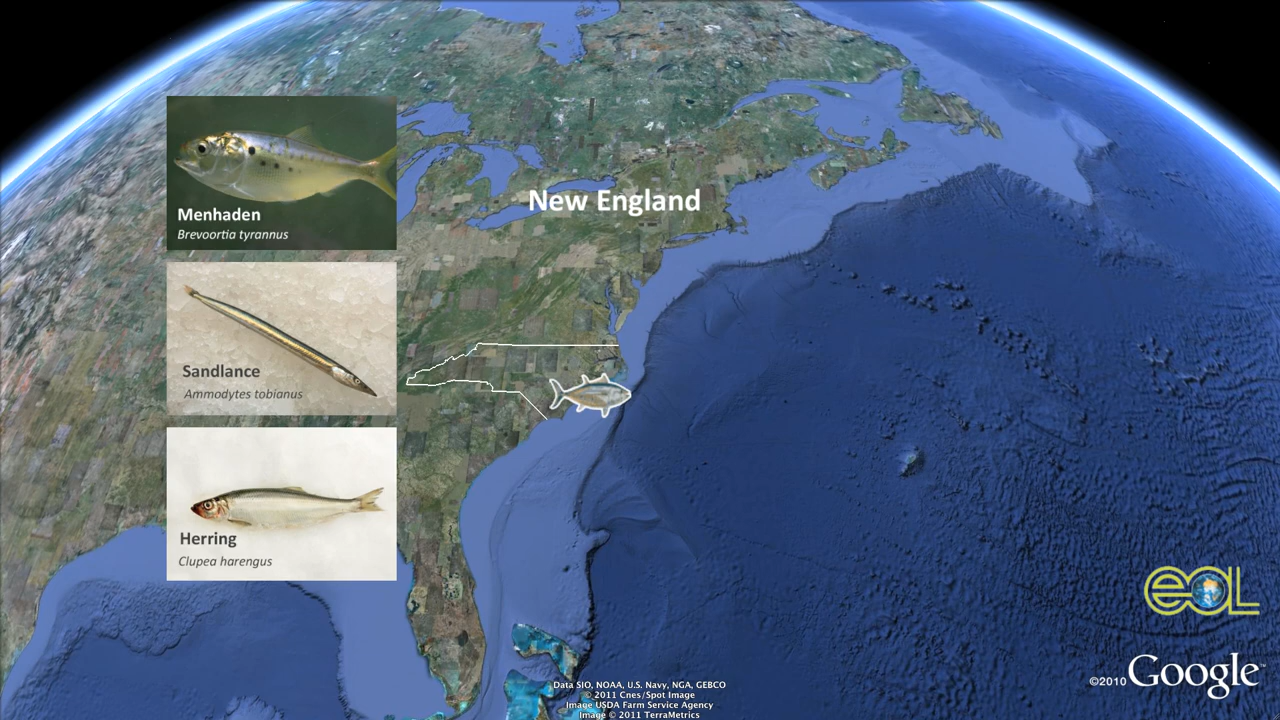 Menhaden
Brevoortia tyrannus
New England
Sandlance
Ammodytes tobianus
Herring
Clupea harengus
eOL
©2010 Google™
Data SIO, NOAA, U.S. Navy, NGA, GEBCO
© 2011 Cnes/Spot Image
Image USDA Farm Service Agency
Image © 2011 TerraMetrics